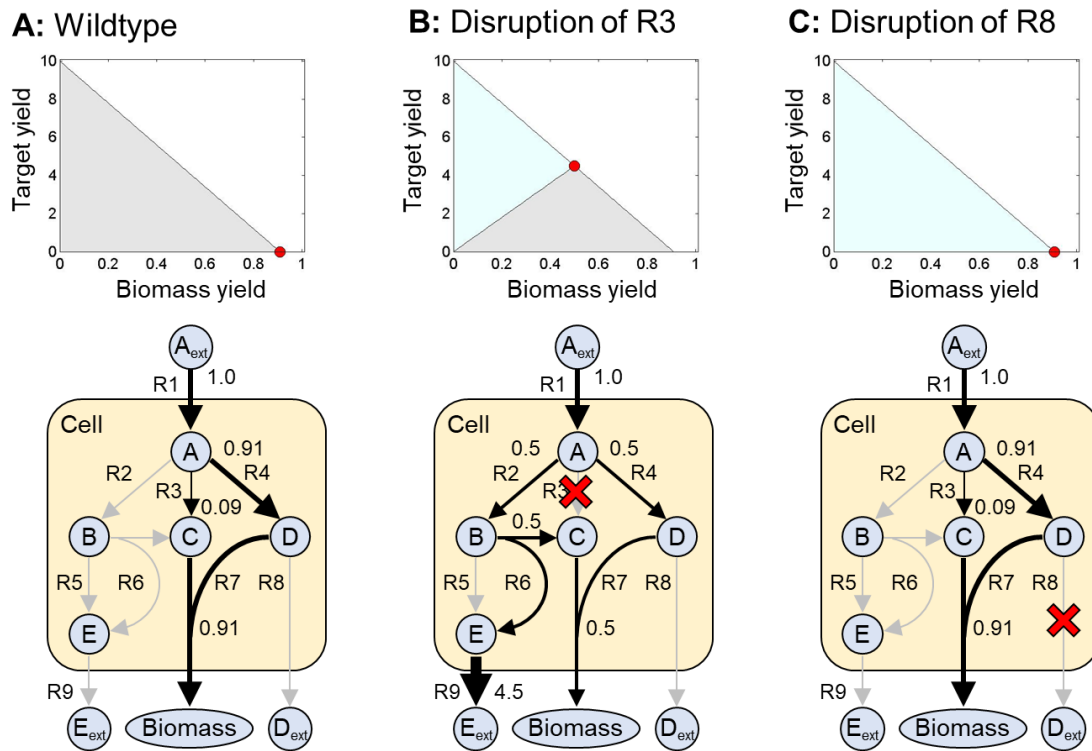 A: Wildtype
B: Disruption of R3
C: Disruption of R8
10
8
6
4
2
0
Target yield
0 0.2 0.4 0.6 0.8 1
Biomass yield
10
8
6
4
2
0
Target yield
0 0.2 0.4 0.6 0.8 1
Biomass yield
10
8
6
4
2
0
Target yield
0 0.2 0.4 0.6 0.8 1
Biomass yield
Aext
R1 1.0
Cell
A 0.91
R2 R3 R4
0.09
B C D
R5 R6 R7 R8
E 0.91
R9
Eext Biomass Dext
Aext
R1 1.0
Cell
0.5 A 0.5
R2 R3 R4
B 0.5 C D
R5 R6 R7 R8
E 0.5
R9 4.5
Eext Biomass Dext
Aext
R1 1.0
Cell
A 0.91
R2 R3 R4
0.09
B C D
R5 R6 R7 R8
E 0.91
R9
Eext Biomass Dext